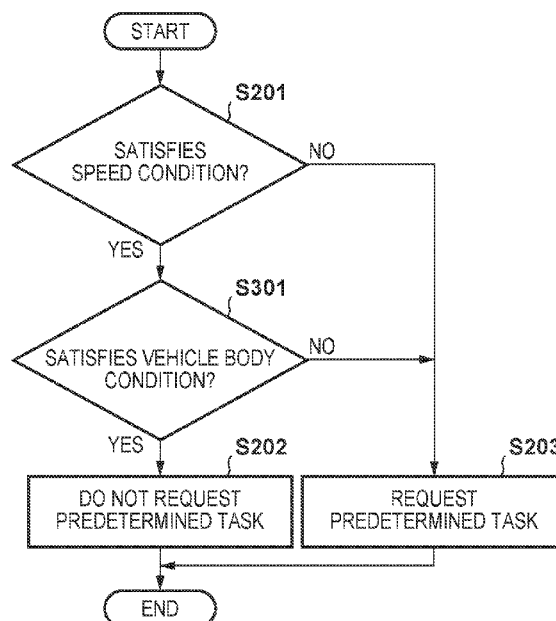 START
S201
SATISFIES
SPEED CONDITION?
NO
YES
S301
SATISFIES VEHICLE BODY
CONDITION?
NO
YES
S202
S203
DO NOT REQUEST
PREDETERMINED TASK
REQUEST
PREDETERMINED TASK
END